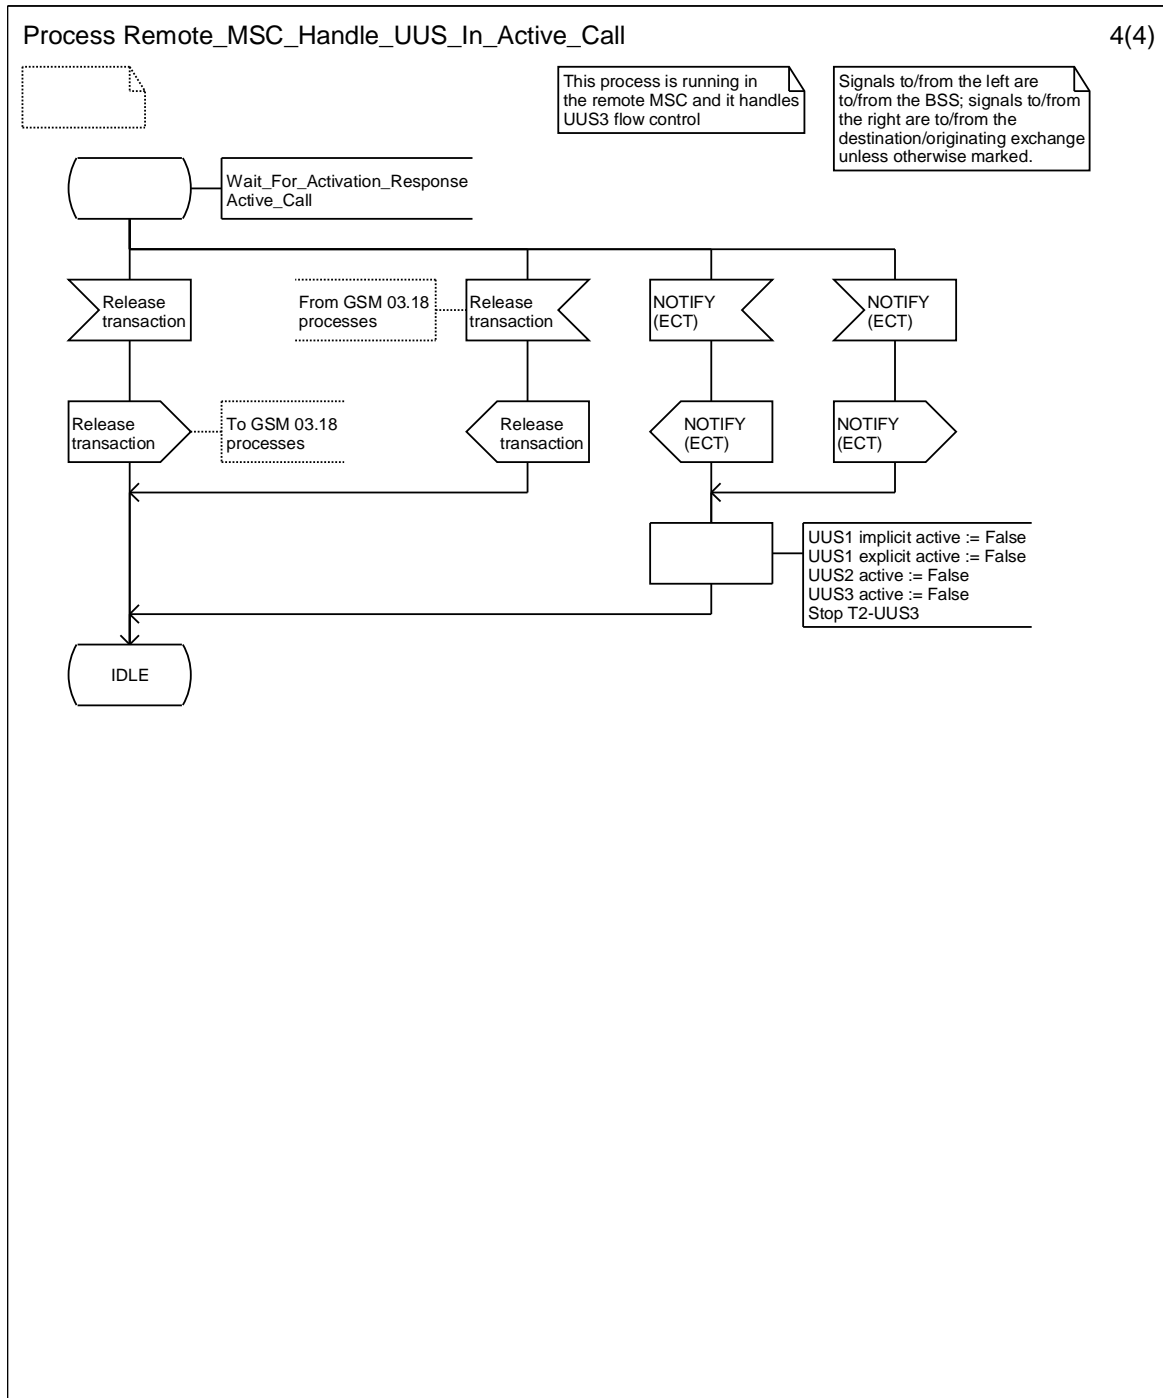 Process Remote_MSC_Handle_UUS_In_Active_Call
4(4)
This process is running in
the remote MSC and it handles
UUS3 flow control
Signals to/from the left are
to/from the BSS; signals to/from
the right are to/from the
destination/originating exchange
unless otherwise marked.
Wait_For_Activation_Response
Active_Call
Release
transaction
From GSM 03.18
processes
Release
transaction
NOTIFY
(ECT)
NOTIFY
(ECT)
Release
transaction
To GSM 03.18
processes
Release
transaction
NOTIFY
(ECT)
NOTIFY
(ECT)
UUS1 implicit active := False
UUS1 explicit active := False
UUS2 active := False
UUS3 active := False
Stop T2-UUS3
IDLE